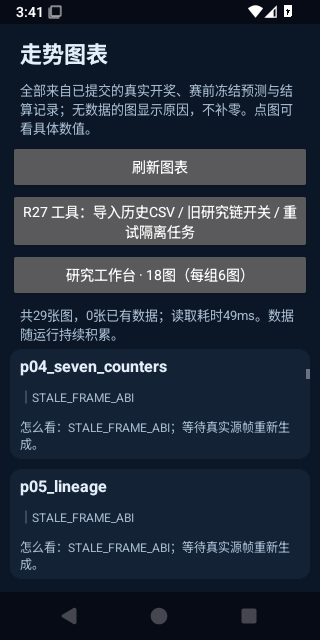 3:41
走势图表
全部来自已提交的真实开奖、赛前冻结预测与结
算记录；无数据的图显示原因，不补零。点图可
看具体数值。
刷新图表
R27 工具：导入历史CSV / 旧研究链开关 / 重
试隔离任务
研究工作台 · 18图（每组6图）
共29张图，0张已有数据；读取耗时49ms。数据
随运行持续积累。
p04_seven_counters
｜STALE_FRAME_ABI
怎么看：STALE_FRAME_ABI；等待真实源帧重新生
成。
p05_lineage
｜STALE_FRAME_ABI
怎么看：STALE_FRAME_ABI；等待真实源帧重新生
成。